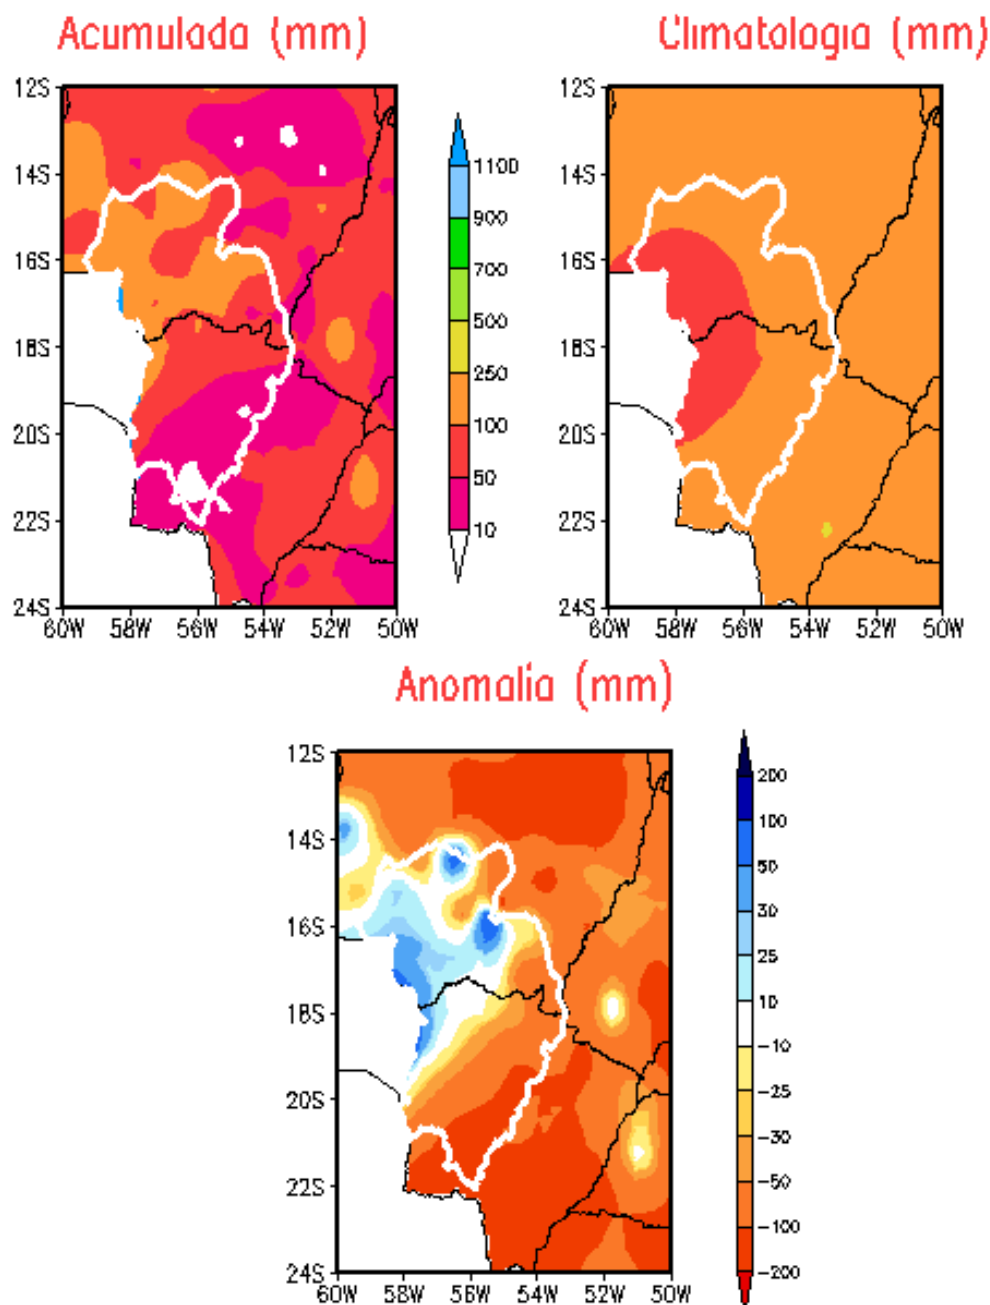 Acumulada (mm)
Climatologia (mm)
12S
14S
16S
18S
20S
22S
24S
60W 58W 56W 54W 52W 50W
1100
900
700
500
250
100
50
10
12S
14S
16S
18S
20S
22S
24S
60W 58W 56W 54W 52W 50W
Anomalia (mm)
12S
14S
16S
18S
20S
22S
24S
60W 58W 56W 54W 52W 50W
200
100
50
30
25
10
-10
-25
-30
-50
-100
-200